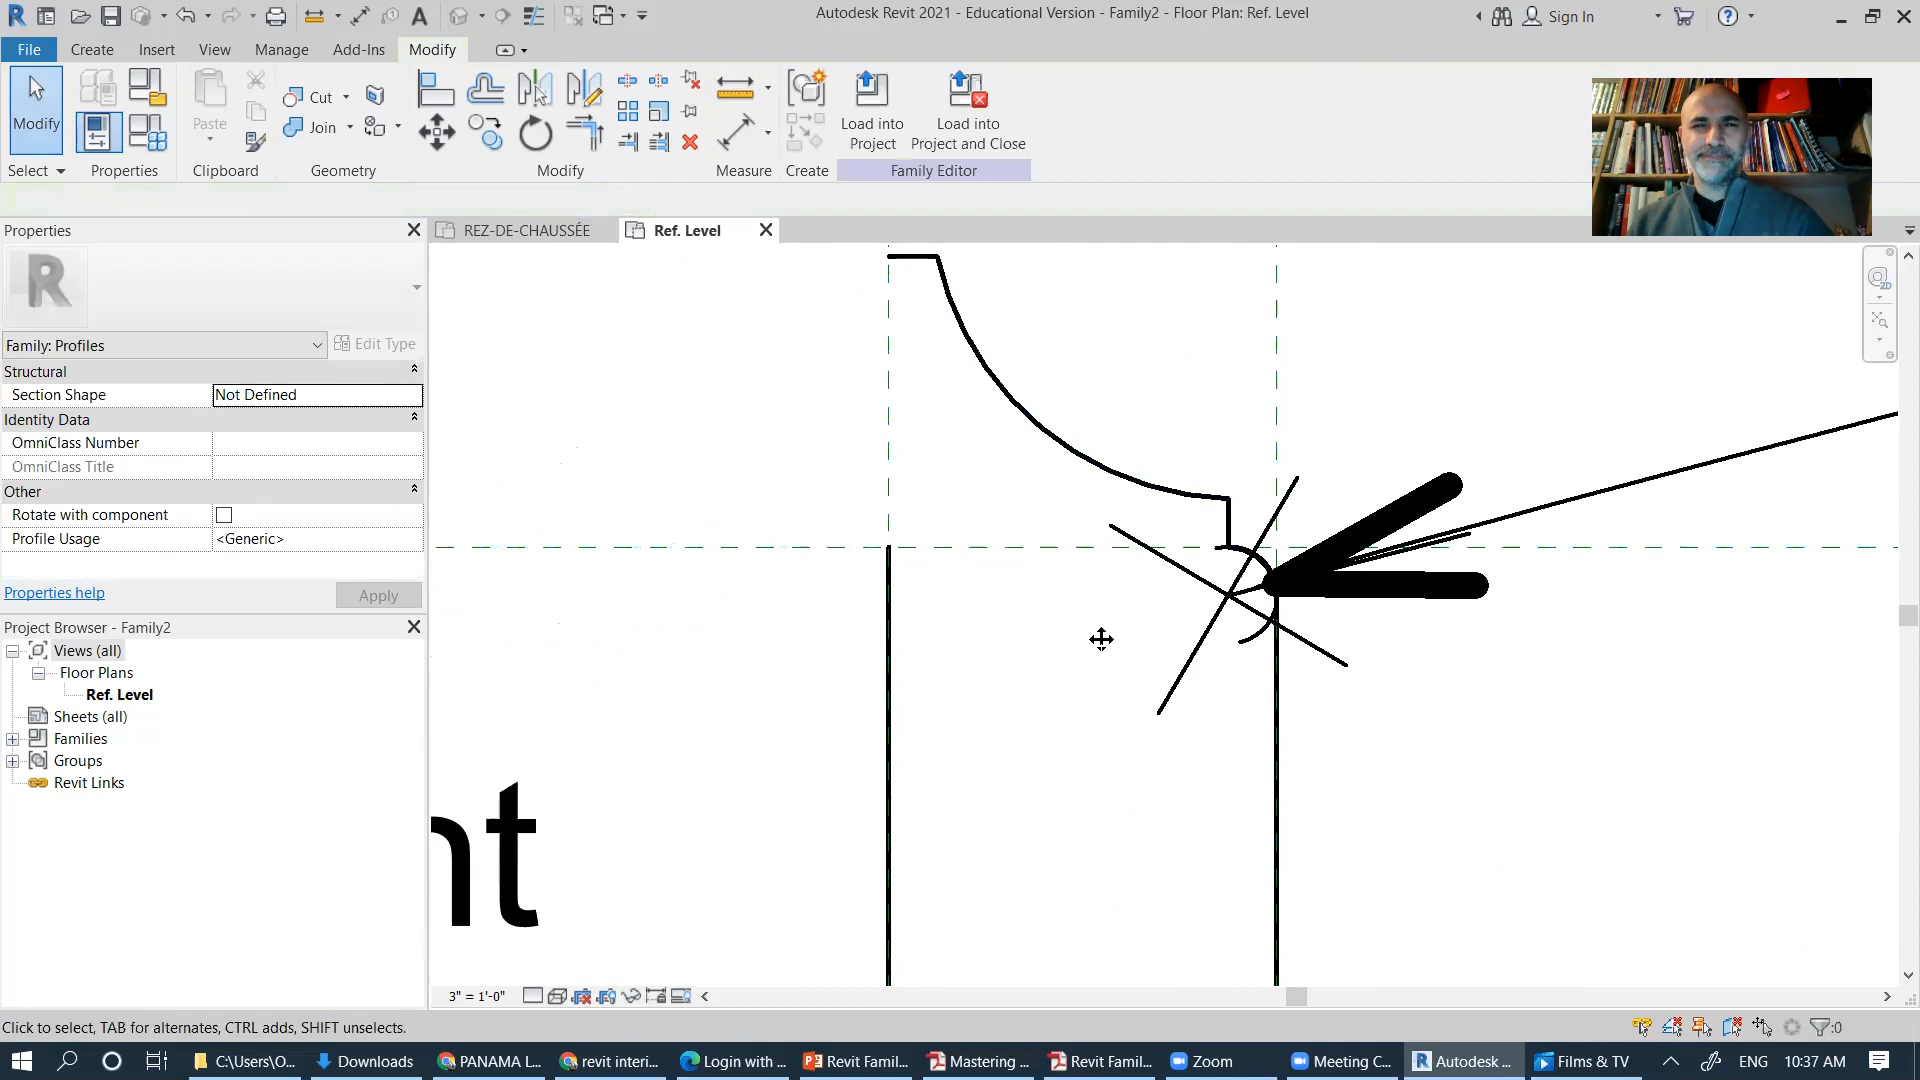 Autodesk Revit 2021 - Educational Version - Family2 - Floor Plan: Ref. Level
Sign In
File Create Insert View Manage Add-Ins Modify
Modify
Paste
Cut
Join
Load into
Project
Load into
Project and Close
Select Properties Clipboard Geometry Modify Measure Create Family Editor
Properties
REZ-DE-CHAUSSÉE
Ref. Level
Family: Profiles
Edit Type
Structural
Section Shape Not Defined
Identity Data
OmniClass Number
OmniClass Title
Other
Rotate with component
Profile Usage <Generic>
Properties help
Apply
Project Browser - Family2
Views (all)
Floor Plans
Ref. Level
Sheets (all)
Families
Groups
Revit Links
nt
3" = 1'-0"
Click to select, TAB for alternates, CTRL adds, SHIFT unselects.
:0
C:\Users\O... Downloads PANAMA L... revit interi... Login with ... Revit Famil... Mastering ... Revit Famil... Zoom Meeting C... Autodesk ... Films & TV ENG 10:37 AM